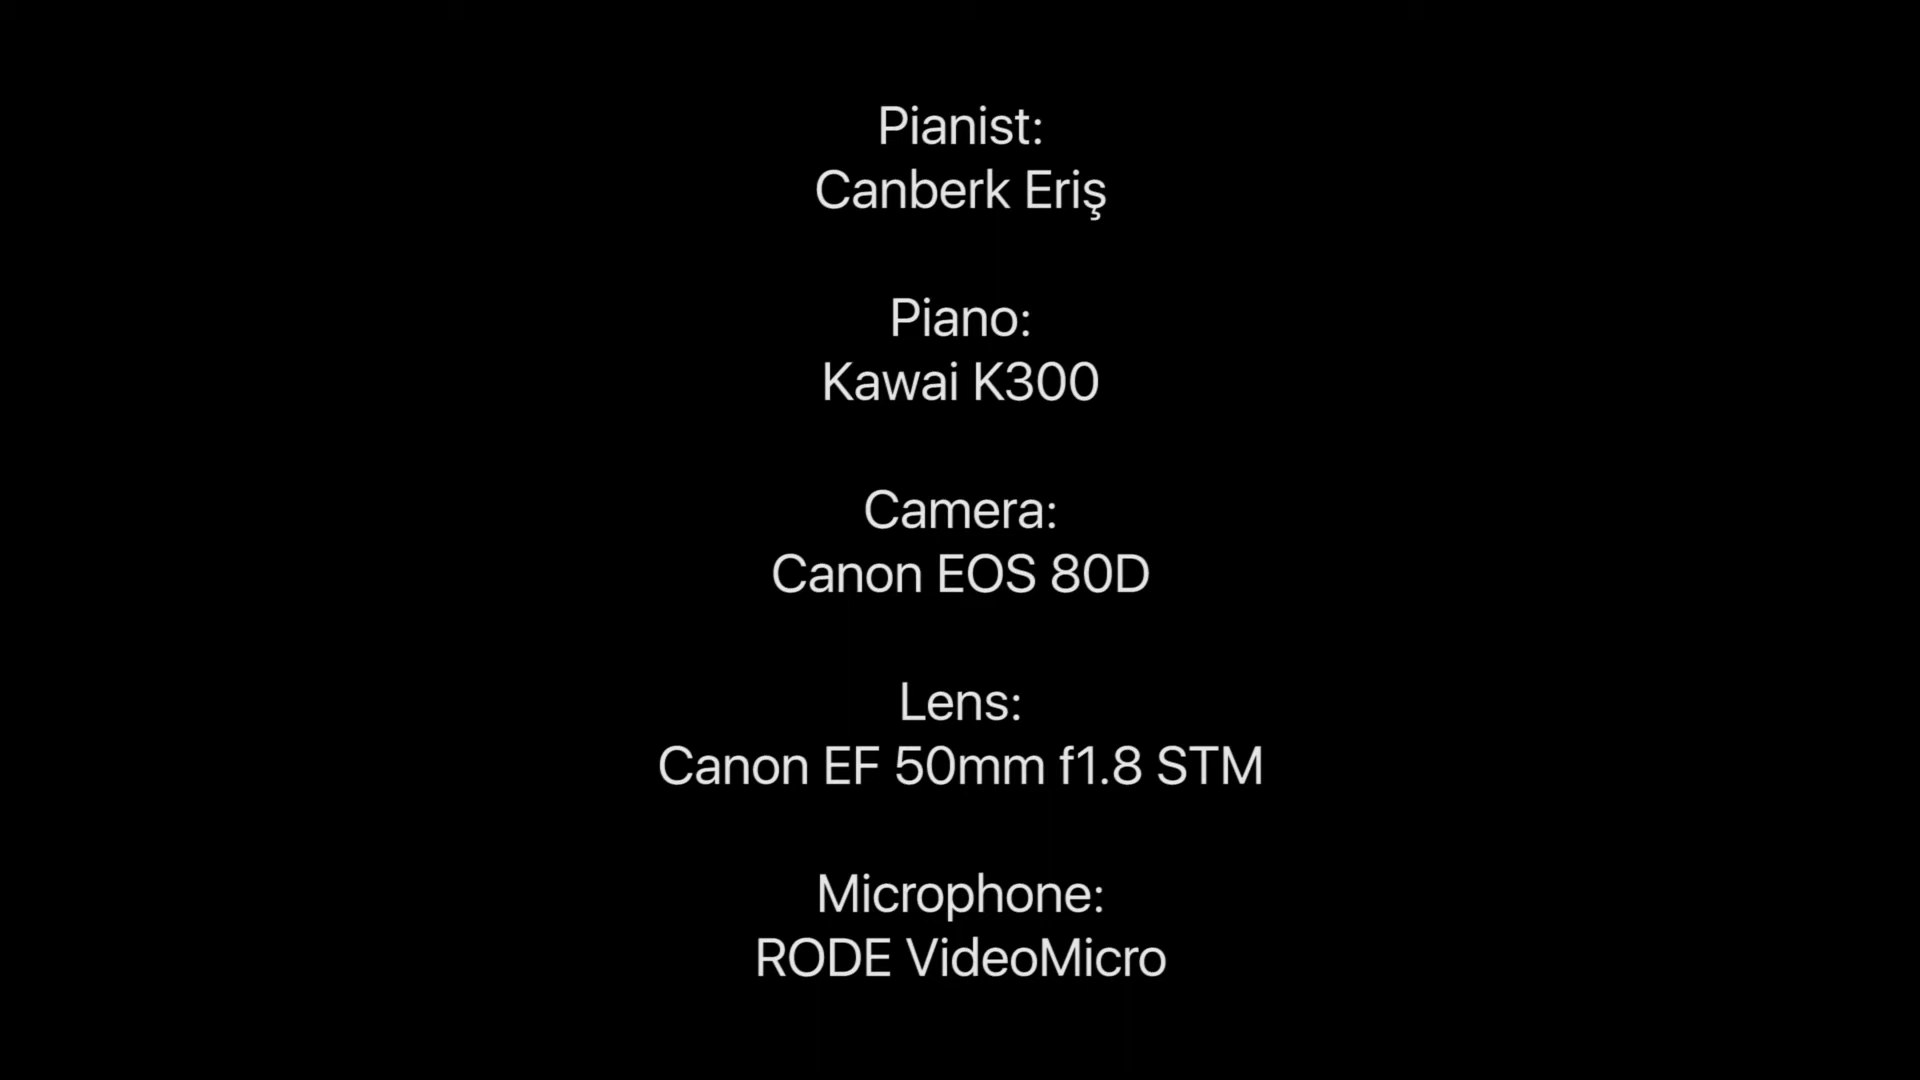 Pianist:
Canberk Eriş
Piano:
Kawai K300
Camera:
Canon EOS 80D
Lens:
Canon EF 50mm f1.8 STM
Microphone:
RODE VideoMicro